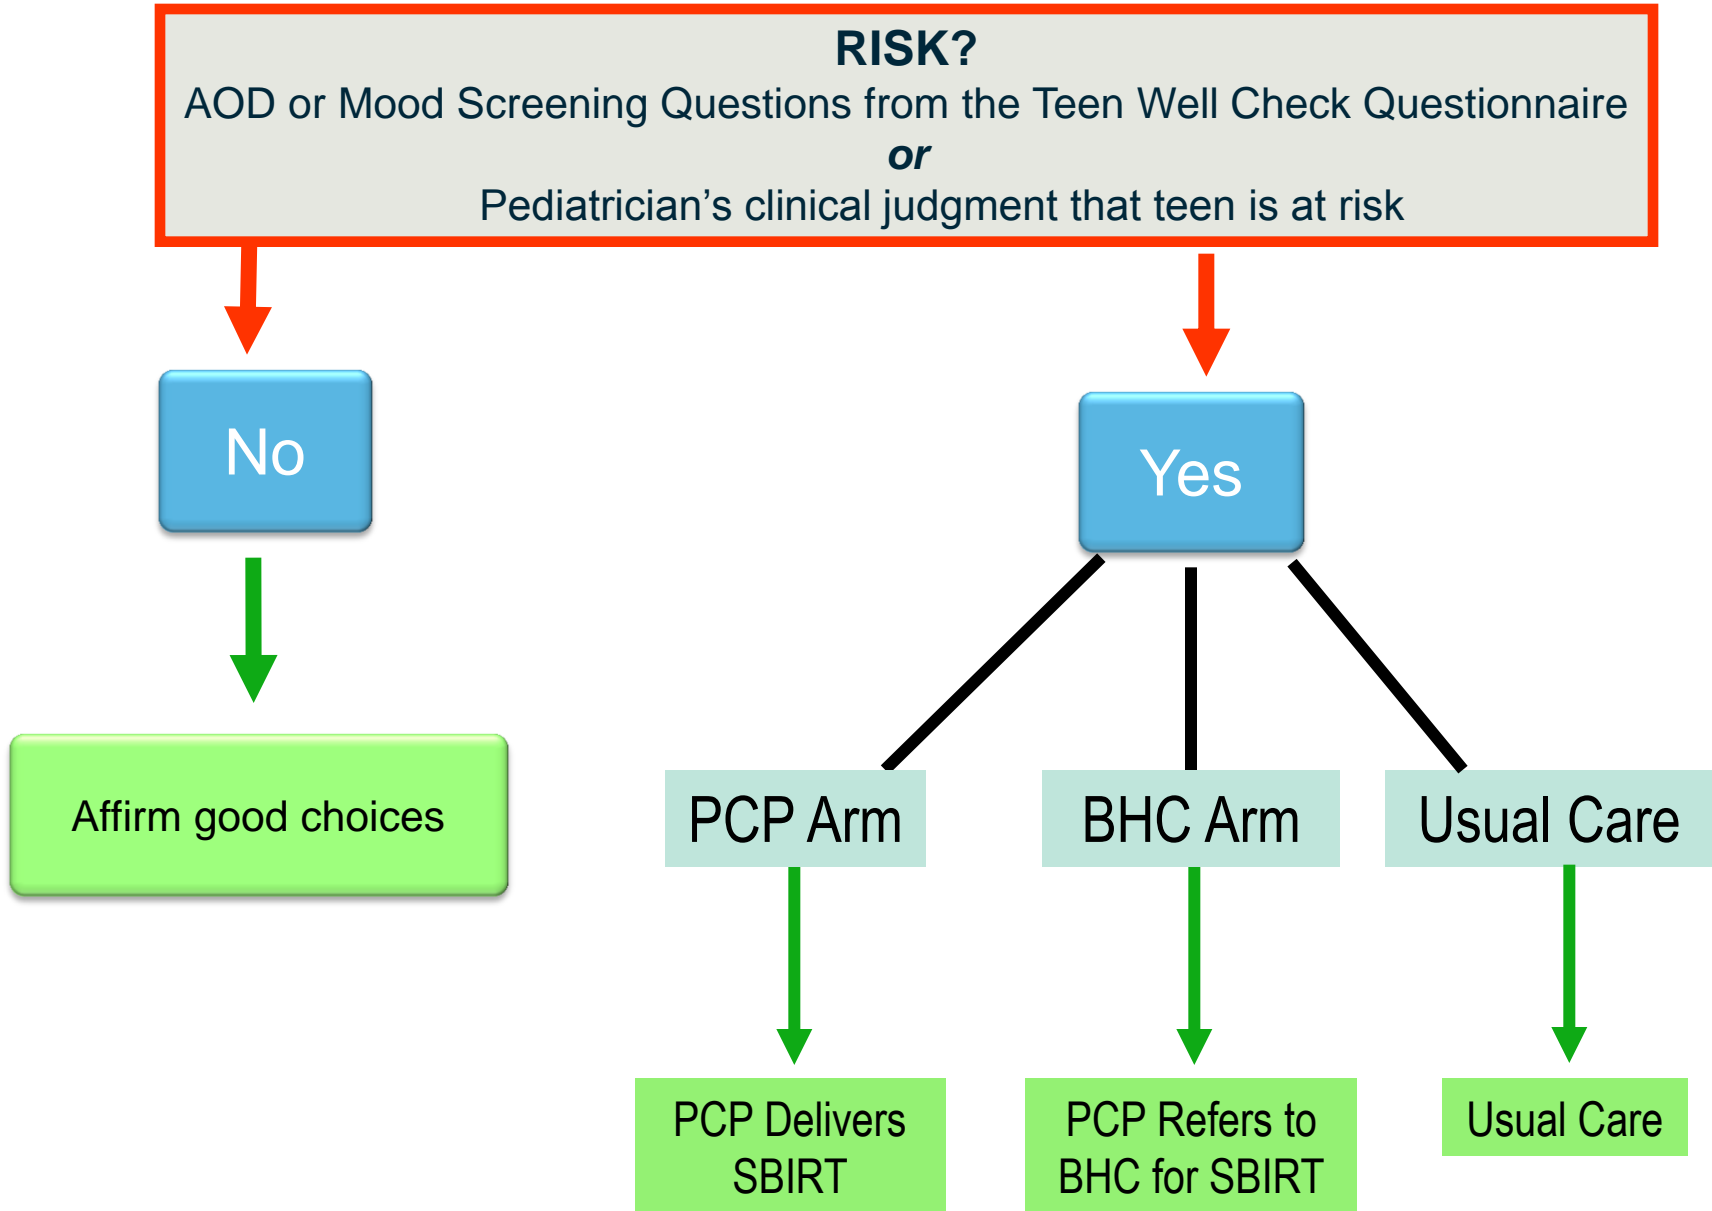 RISK?
AOD or Mood Screening Questions from the Teen Well Check Questionnaire
or
Pediatrician’s clinical judgment that teen is at risk
No
Yes
Affirm good choices
PCP Arm
BHC Arm
Usual Care
PCP Delivers
SBIRT
PCP Refers to
BHC for SBIRT
Usual Care